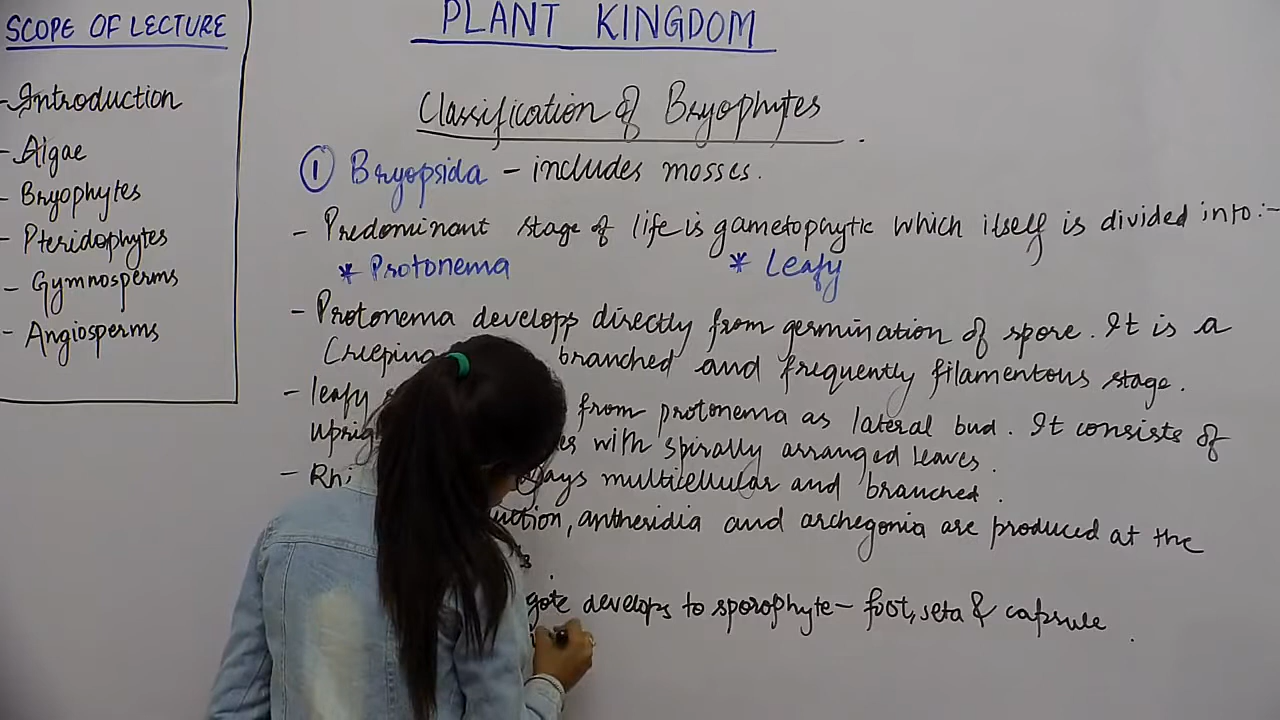 SCOPE OF LECTURE
- Introduction
- Algae
- Bryophytes
- Pteridophytes
- Gymnosperms
- Angiosperms
PLANT KINGDOM
Classification of Bryophytes
① Bryopsida - includes mosses.
- Predominant stage of life is gametophytic which itself is divided into:-
* Protonema * Leafy
- Protonema develops directly from germination of spore. It is a
branched and frequently filamentous stage.
- leafy from protonema as lateral bud. It consists of
with spirally arranged leaves.
- multicellular and branched.
antheridia and archegonia are produced at the
develops to sporophyte - foot, seta & capsule.